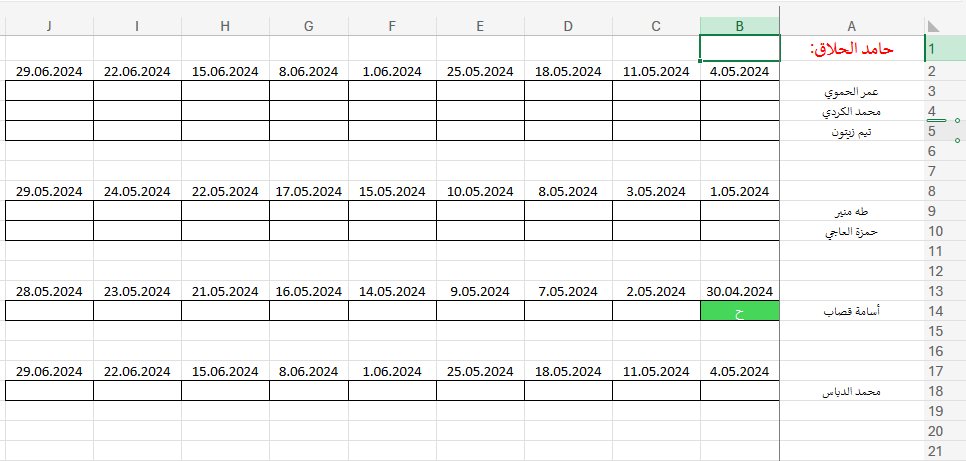 A B C D E F G H I J
1 حامد الحلاق:
2 4.05.2024 11.05.2024 18.05.2024 25.05.2024 1.06.2024 8.06.2024 15.06.2024 22.06.2024 29.06.2024
3 عمر الحموي
4 محمد الكردي
5 تيم زيتون
6
7
8 1.05.2024 3.05.2024 8.05.2024 10.05.2024 15.05.2024 17.05.2024 22.05.2024 24.05.2024 29.05.2024
9 طه منير
10 حمزة العاجي
11
12
13 30.04.2024 2.05.2024 7.05.2024 9.05.2024 14.05.2024 16.05.2024 21.05.2024 23.05.2024 28.05.2024
14 أسامة قصاب ح
15
16
17 4.05.2024 11.05.2024 18.05.2024 25.05.2024 1.06.2024 8.06.2024 15.06.2024 22.06.2024 29.06.2024
18 محمد الدباس
19
20
21